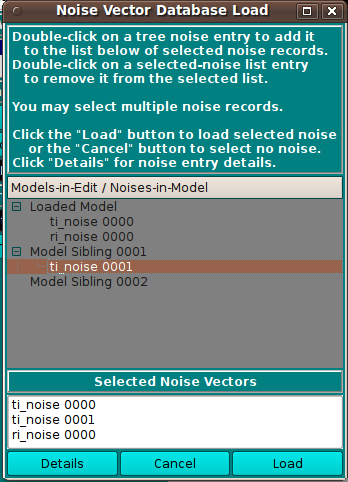 Noise Vector Database Load
Double-click on a tree noise entry to add it
to the list below of selected noise records.
Double-click on a selected-noise list entry
to remove it from the selected list.
You may select multiple noise records.
Click the "Load" button to load selected noise
or the "Cancel" button to select no noise.
Click "Details" for noise entry details.
Models-in-Edit / Noises-in-Model
Loaded Model
ti_noise 0000
ri_noise 0000
Model Sibling 0001
ti_noise 0001
Model Sibling 0002
Selected Noise Vectors
ti_noise 0000
ti_noise 0001
ri_noise 0000
Details Cancel Load